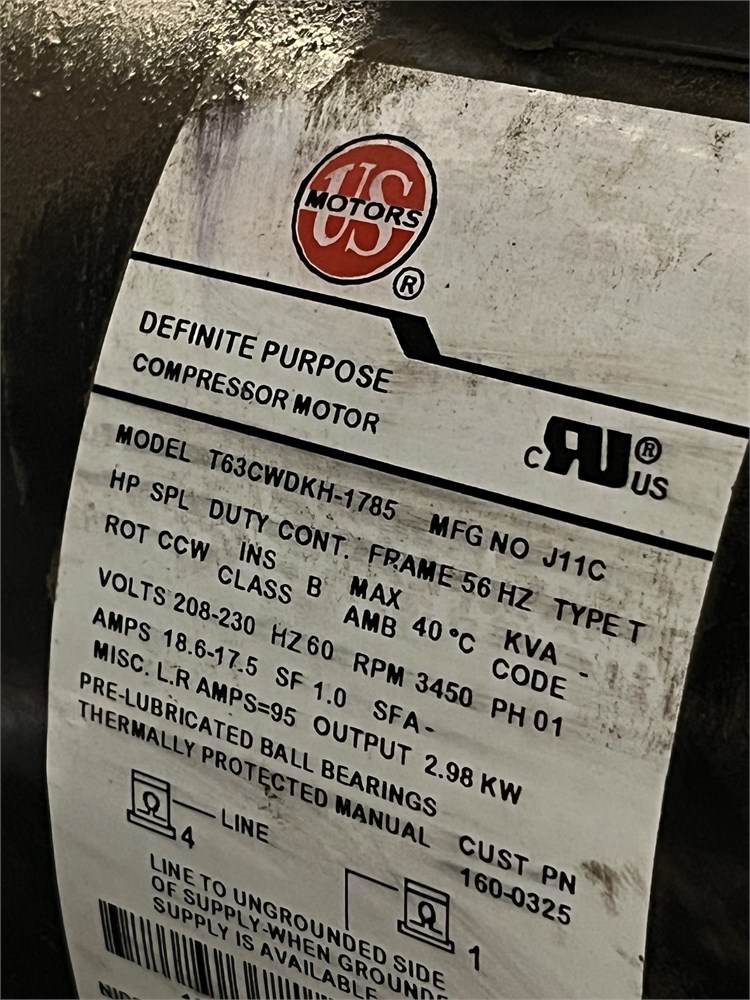 US
MOTORS
®
DEFINITE PURPOSE
COMPRESSOR MOTOR
C RU ® US
MODEL T63CWDKH-1785 MFG NO J11C
HP SPL DUTY CONT. FRAME 56 HZ TYPE T
ROT CCW INS CLASS B MAX AMB 40°C KVA CODE -
VOLTS 208-230 HZ 60 RPM 3450 PH 01
AMPS 18.6-17.5 SF 1.0 SFA -
MISC. L.R AMPS=95 OUTPUT 2.98 KW
PRE-LUBRICATED BALL BEARINGS
THERMALLY PROTECTED MANUAL CUST PN
160-0325
Ω LINE
4
Ω
1
LINE TO UNGROUNDED SIDE
OF SUPPLY-WHEN GROUNDE
SUPPLY IS AVAILABLE